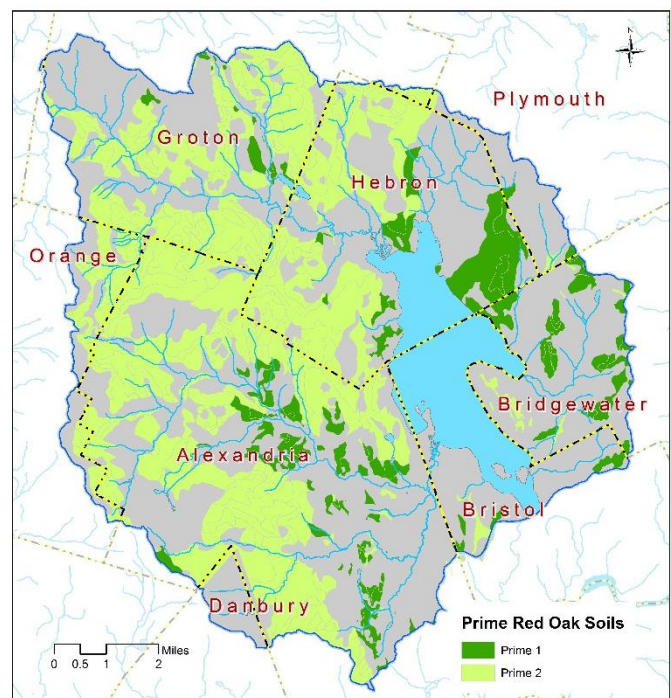 N
Plymouth
Groton
Hebron
Orange
Bridgewater
Alexandria
Bristol
Danbury
Prime Red Oak Soils
Prime 1
Prime 2
Miles
0 0.5 1 2